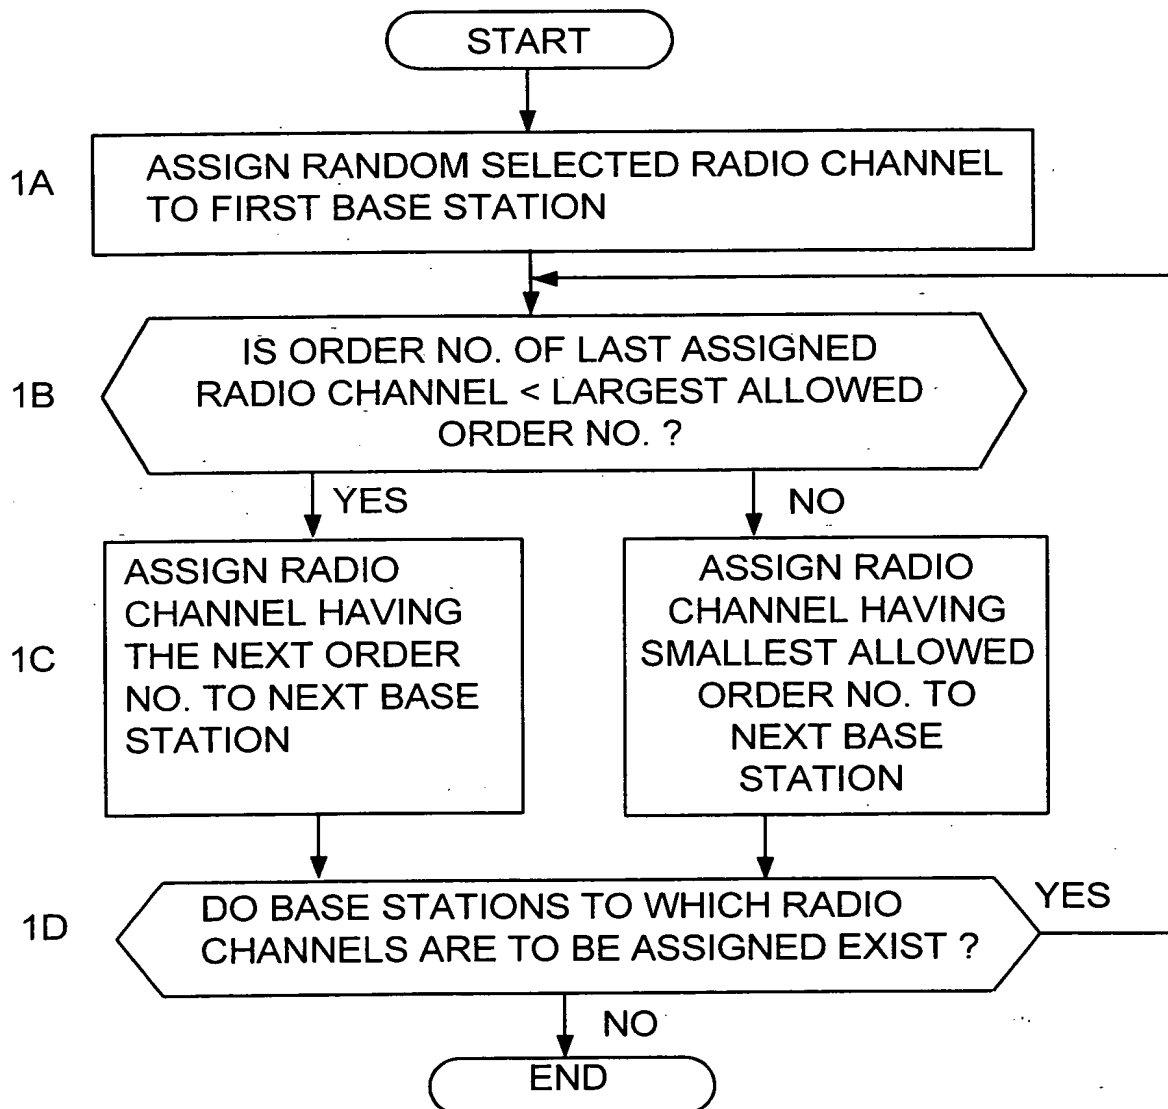 START
1A
ASSIGN RANDOM SELECTED RADIO CHANNEL
TO FIRST BASE STATION
1B
IS ORDER NO. OF LAST ASSIGNED
RADIO CHANNEL < LARGEST ALLOWED
ORDER NO. ?
YES
NO
1C
ASSIGN RADIO
CHANNEL HAVING
THE NEXT ORDER
NO. TO NEXT BASE
STATION
ASSIGN RADIO
CHANNEL HAVING
SMALLEST ALLOWED
ORDER NO. TO
NEXT BASE
STATION
1D
DO BASE STATIONS TO WHICH RADIO
CHANNELS ARE TO BE ASSIGNED EXIST ?
YES
NO
END